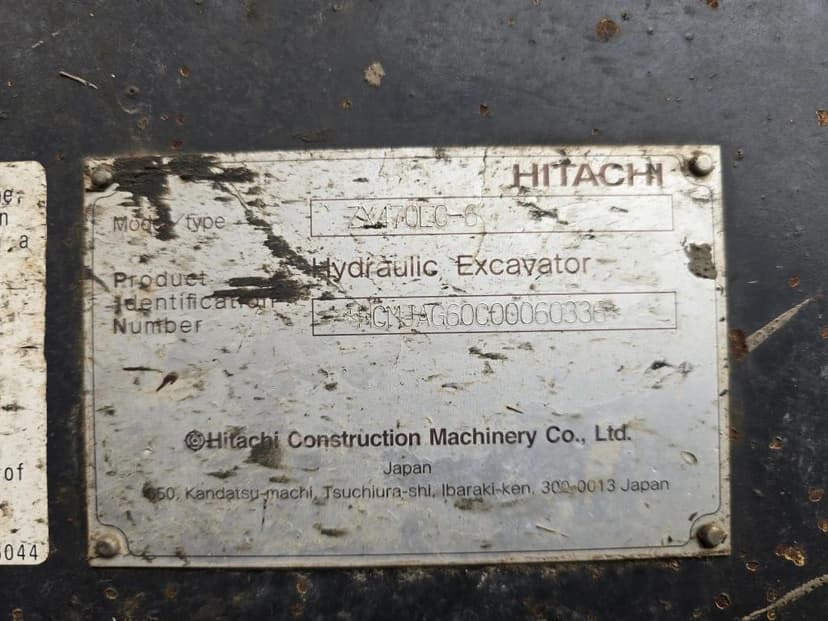 HITACHI
Model/type ZX470LC-6
Hydraulic Excavator
Product
Identification
Number
Hitachi Construction Machinery Co., Ltd.
Japan
650, Kandatsu-machi, Tsuchiura-shi, Ibaraki-ken, 300-0013 Japan
a
of